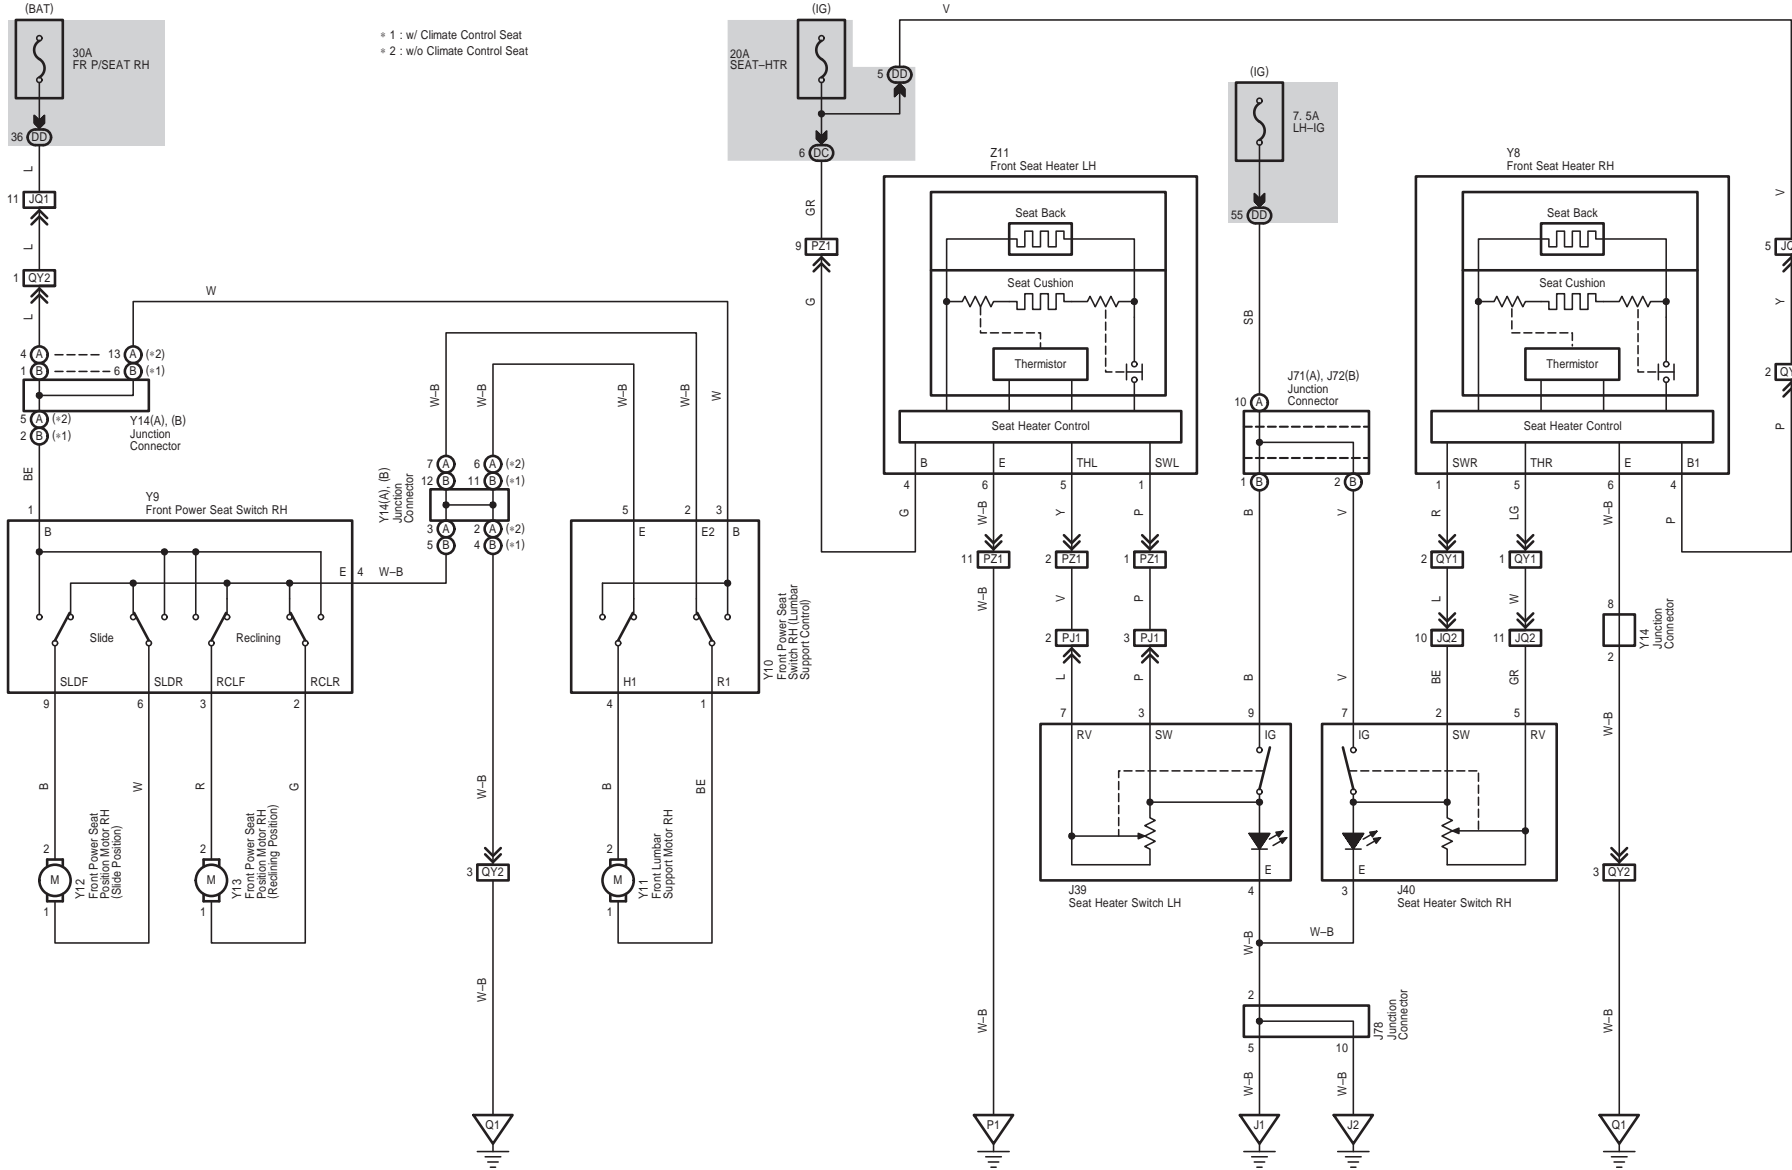 (BAT)
30A
FR P/SEAT RH
36 DD
L
11 JQ1
L
1 QY2
L
* 1 : w/ Climate Control Seat
* 2 : w/o Climate Control Seat
W
4 A 13 A (*2)
1 B 6 B (*1)
5 A (*2)
2 B (*1)
Y14(A), (B)
Junction
Connector
BE
Y9
Front Power Seat Switch RH
1
B
E 4 W–B
Slide
Reclining
SLDF SLDR RCLF RCLR
9 6 3 2
B W R G
2
M
1
Y12
Front Power Seat
Position Motor RH
(Slide Position)
2
M
1
Y13
Front Power Seat
Position Motor RH
(Reclining Position)
W–B W–B W–B W–B W
7 A 6 A (*2)
12 B 11 B (*1)
3 A 2 A (*2)
5 B 4 B (*1)
Y14(A), (B)
Junction
Connector
W–B
3 QY2
W–B
Q1
5 2 3
E E2 B
H1 R1
4 1
Y10
Front Power Seat
Switch RH (Lumbar
Support Control)
B BE
2
M
1
Y11
Front Lumbar
Support Motor RH
(IG)
20A
SEAT–HTR
5 DD
V
6 DC
GR
9 PZ1
G
Z11
Front Seat Heater LH
Seat Back
Seat Cushion
Thermistor
Seat Heater Control
B E THL SWL
4 6 5 1
G W–B Y P
11 PZ1 2 PZ1 1 PZ1
W–B V P
2 PJ1 3 PJ1
L P
W–B
P1
(IG)
7. 5A
LH–IG
55 DD
SB
J71(A), J72(B)
Junction
Connector
10 A
1 B 2 B
B V
B V
7 3 9
RV SW IG
E
J39
Seat Heater Switch LH
4
7 2 5
IG SW RV
E
3
J40
Seat Heater Switch RH
W–B W–B
2
5 10
J78
Junction
Connector
W–B W–B
J1 J2
Y8
Front Seat Heater RH
Seat Back
Seat Cushion
Thermistor
Seat Heater Control
SWR THR E B1
1 5 6 4
R LG W–B P
2 QY1 1 QY1
L W
10 JQ2 11 JQ2
BE GR
8
2
Y14
Junction
Connector
W–B
3 QY2
W–B
Q1
V
5
Y
2
P